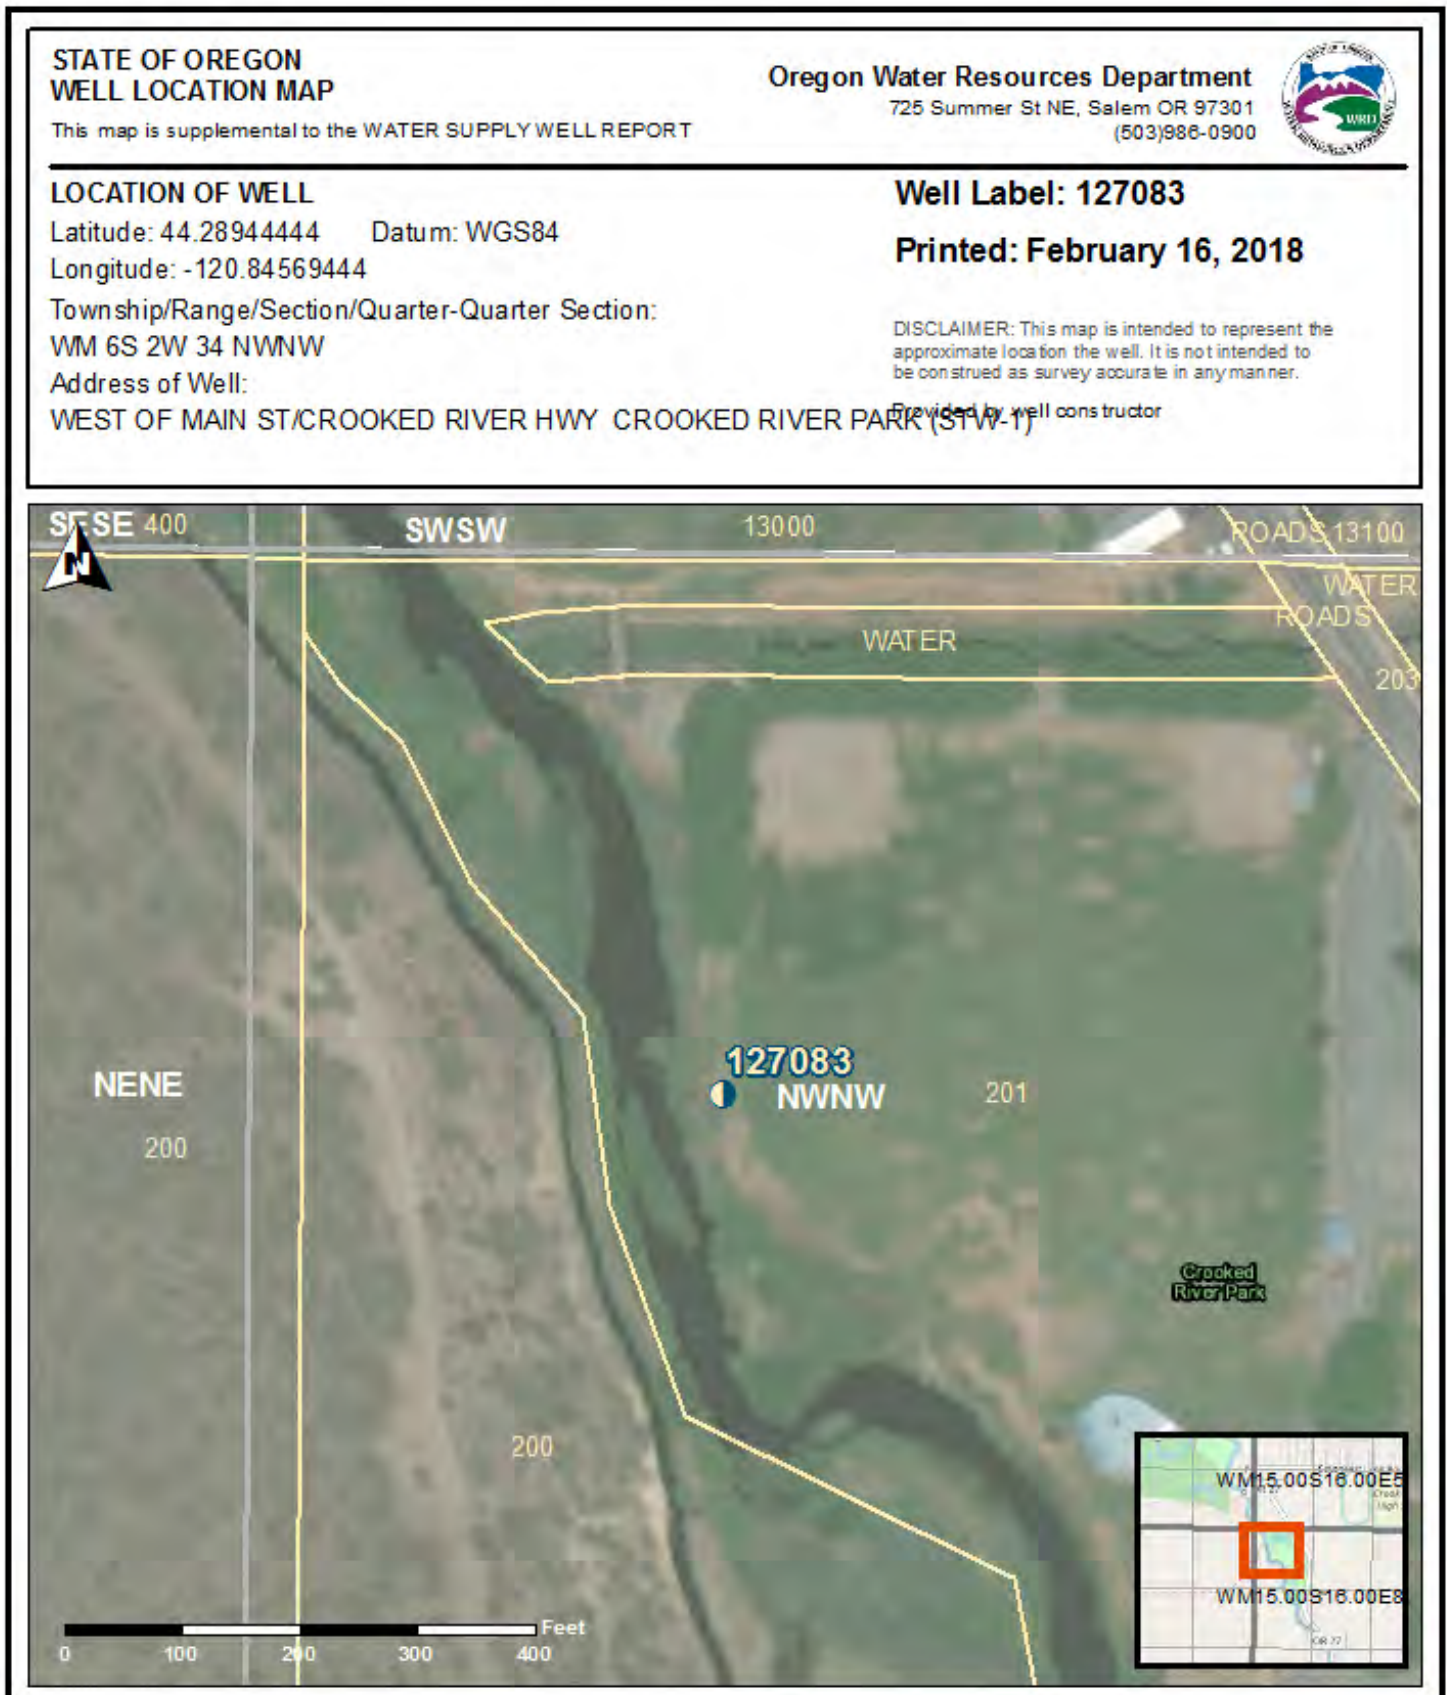 STATE OF OREGON
WELL LOCATION MAP
This map is supplemental to the WATER SUPPLY WELL REPORT
Oregon Water Resources Department
725 Summer St NE, Salem OR 97301
(503)986-0900
WRD
LOCATION OF WELL
Latitude: 44.28944444 Datum: WGS84
Longitude: -120.84569444
Township/Range/Section/Quarter-Quarter Section:
WM 6S 2W 34 NWNW
Address of Well:
WEST OF MAIN ST/CROOKED RIVER HWY CROOKED RIVER PARK (STW-1)
Well Label: 127083
Printed: February 16, 2018
DISCLAIMER: This map is intended to represent the
approximate location the well. It is not intended to
be construed as survey accurate in any manner.
Provided by well constructor
SESE 400
SWSW
13000
ROADS 13100
N
WATER
ROADS
WATER
203
127083
NENE
NWNW
201
200
Crooked
River Park
200
WM15.00S16.00E5
WM15.00S16.00E8
OR 27
Feet
0 100 200 300 400